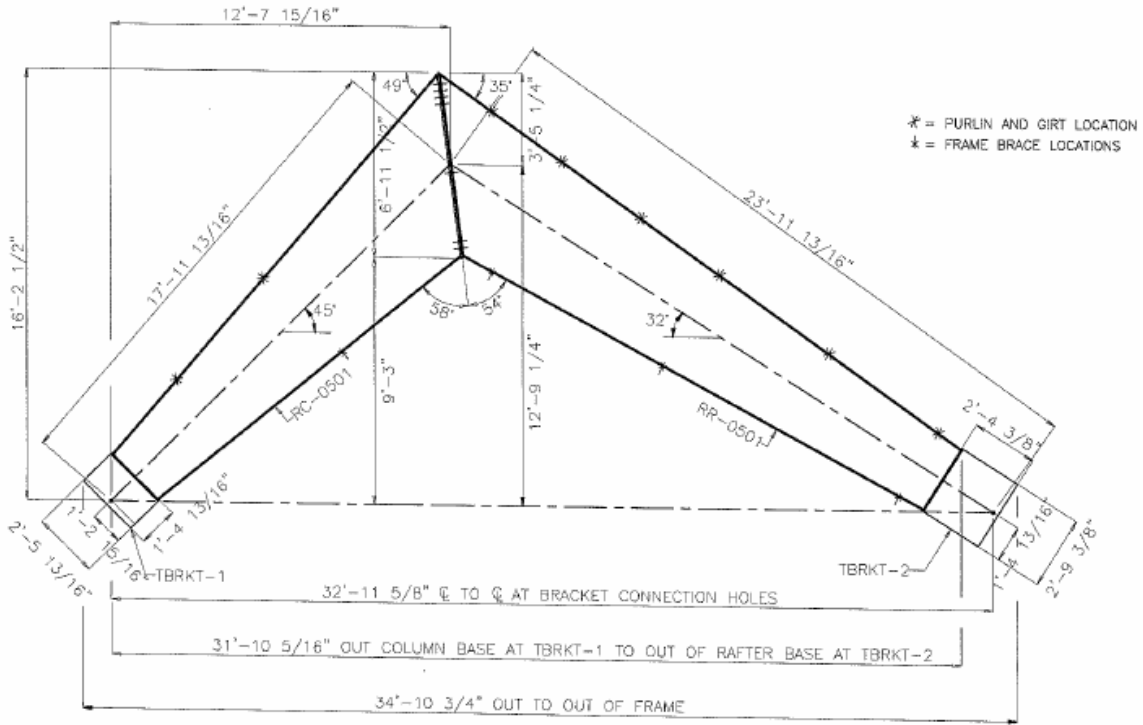 12'-7 15/16"
49°
35°
3'-5 1/4"
6'-11 1/2"
* = PURLIN AND GIRT LOCATION
⚹ = FRAME BRACE LOCATIONS
17'-11 13/16"
23'-11 13/16"
16'-2 1/2"
45°
58°
54°
32°
9'-3"
12'-9 1/4"
RC-0501
RR-0501
2'-4 3/8"
1'-4 13/16"
1'-2 15/16"
2'-5 13/16"
TBRKT-1
TBRKT-2
1'-4 13/16"
2'-9 3/8"
32'-11 5/8" ℄ TO ℄ AT BRACKET CONNECTION HOLES
31'-10 5/16" OUT COLUMN BASE AT TBRKT-1 TO OUT OF RAFTER BASE AT TBRKT-2
34'-10 3/4" OUT TO OUT OF FRAME